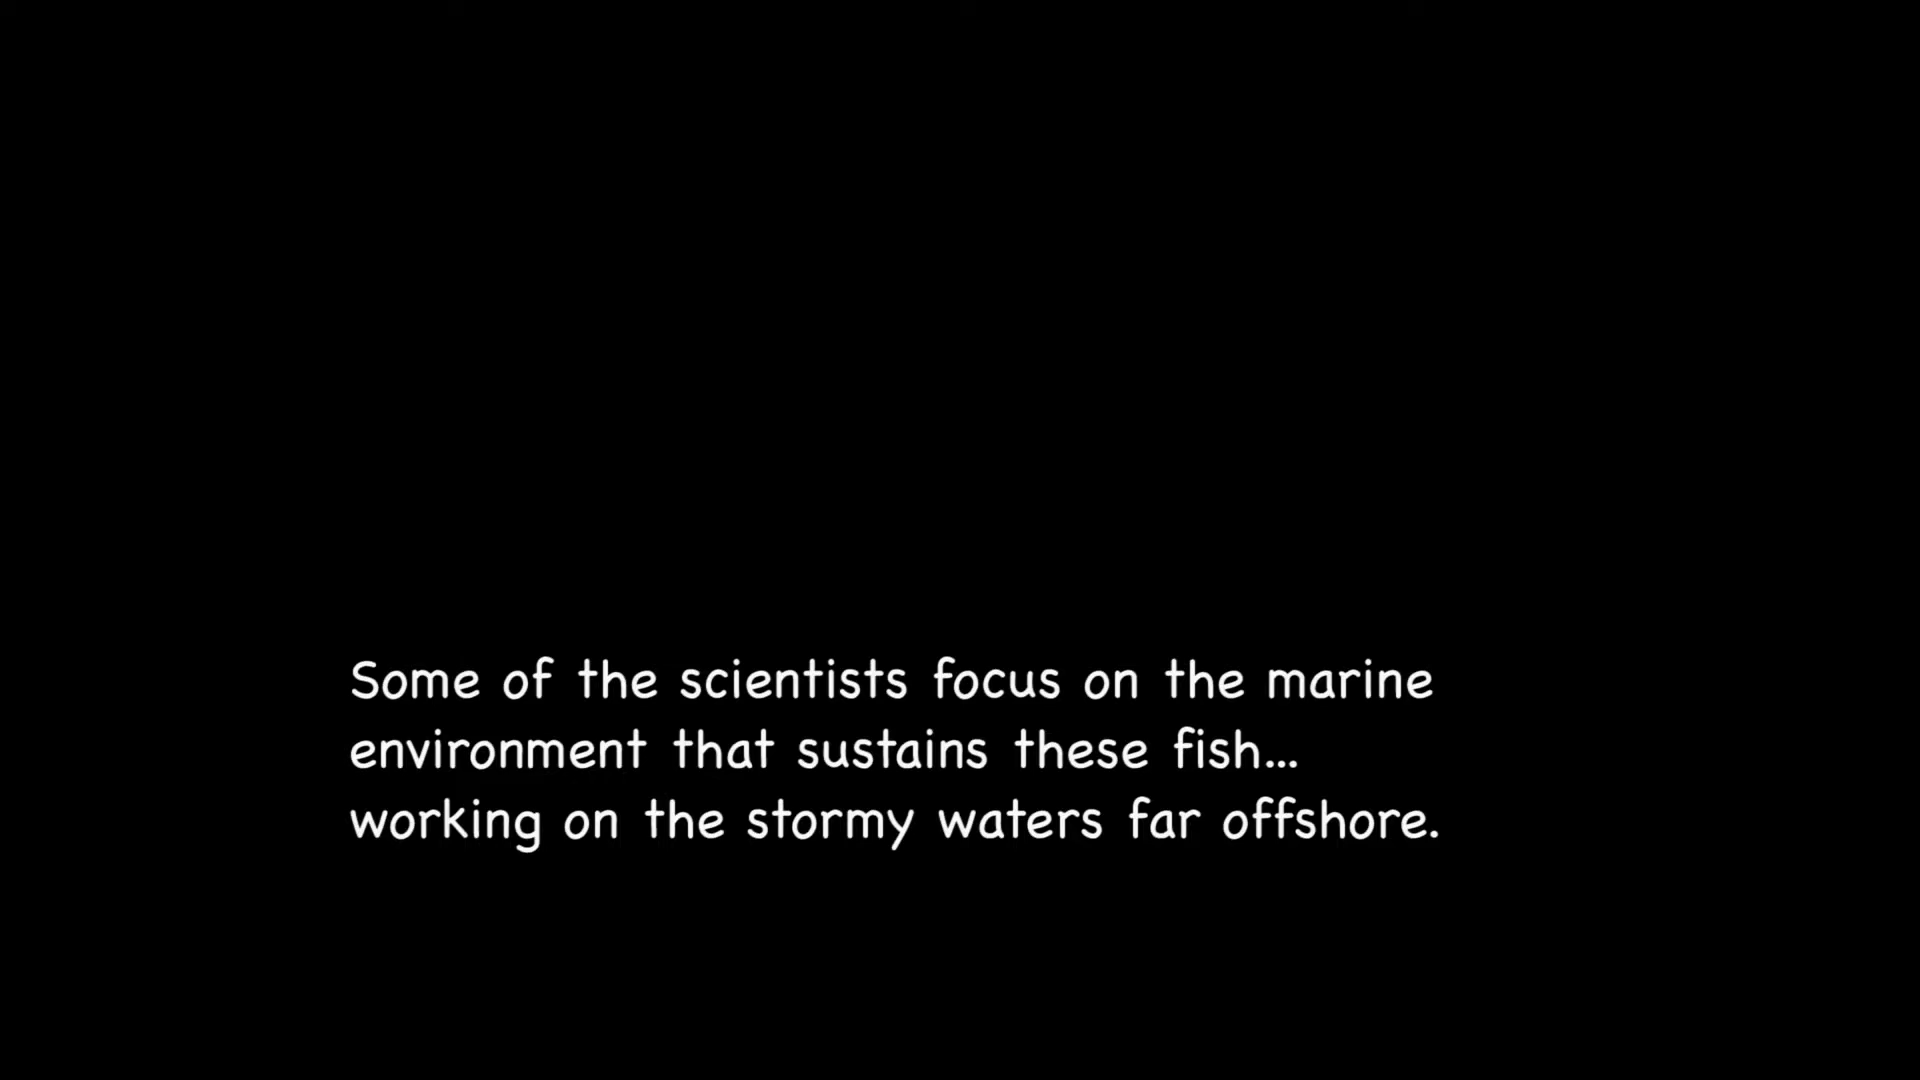 Some of the scientists focus on the marine
environment that sustains these fish...
working on the stormy waters far offshore.